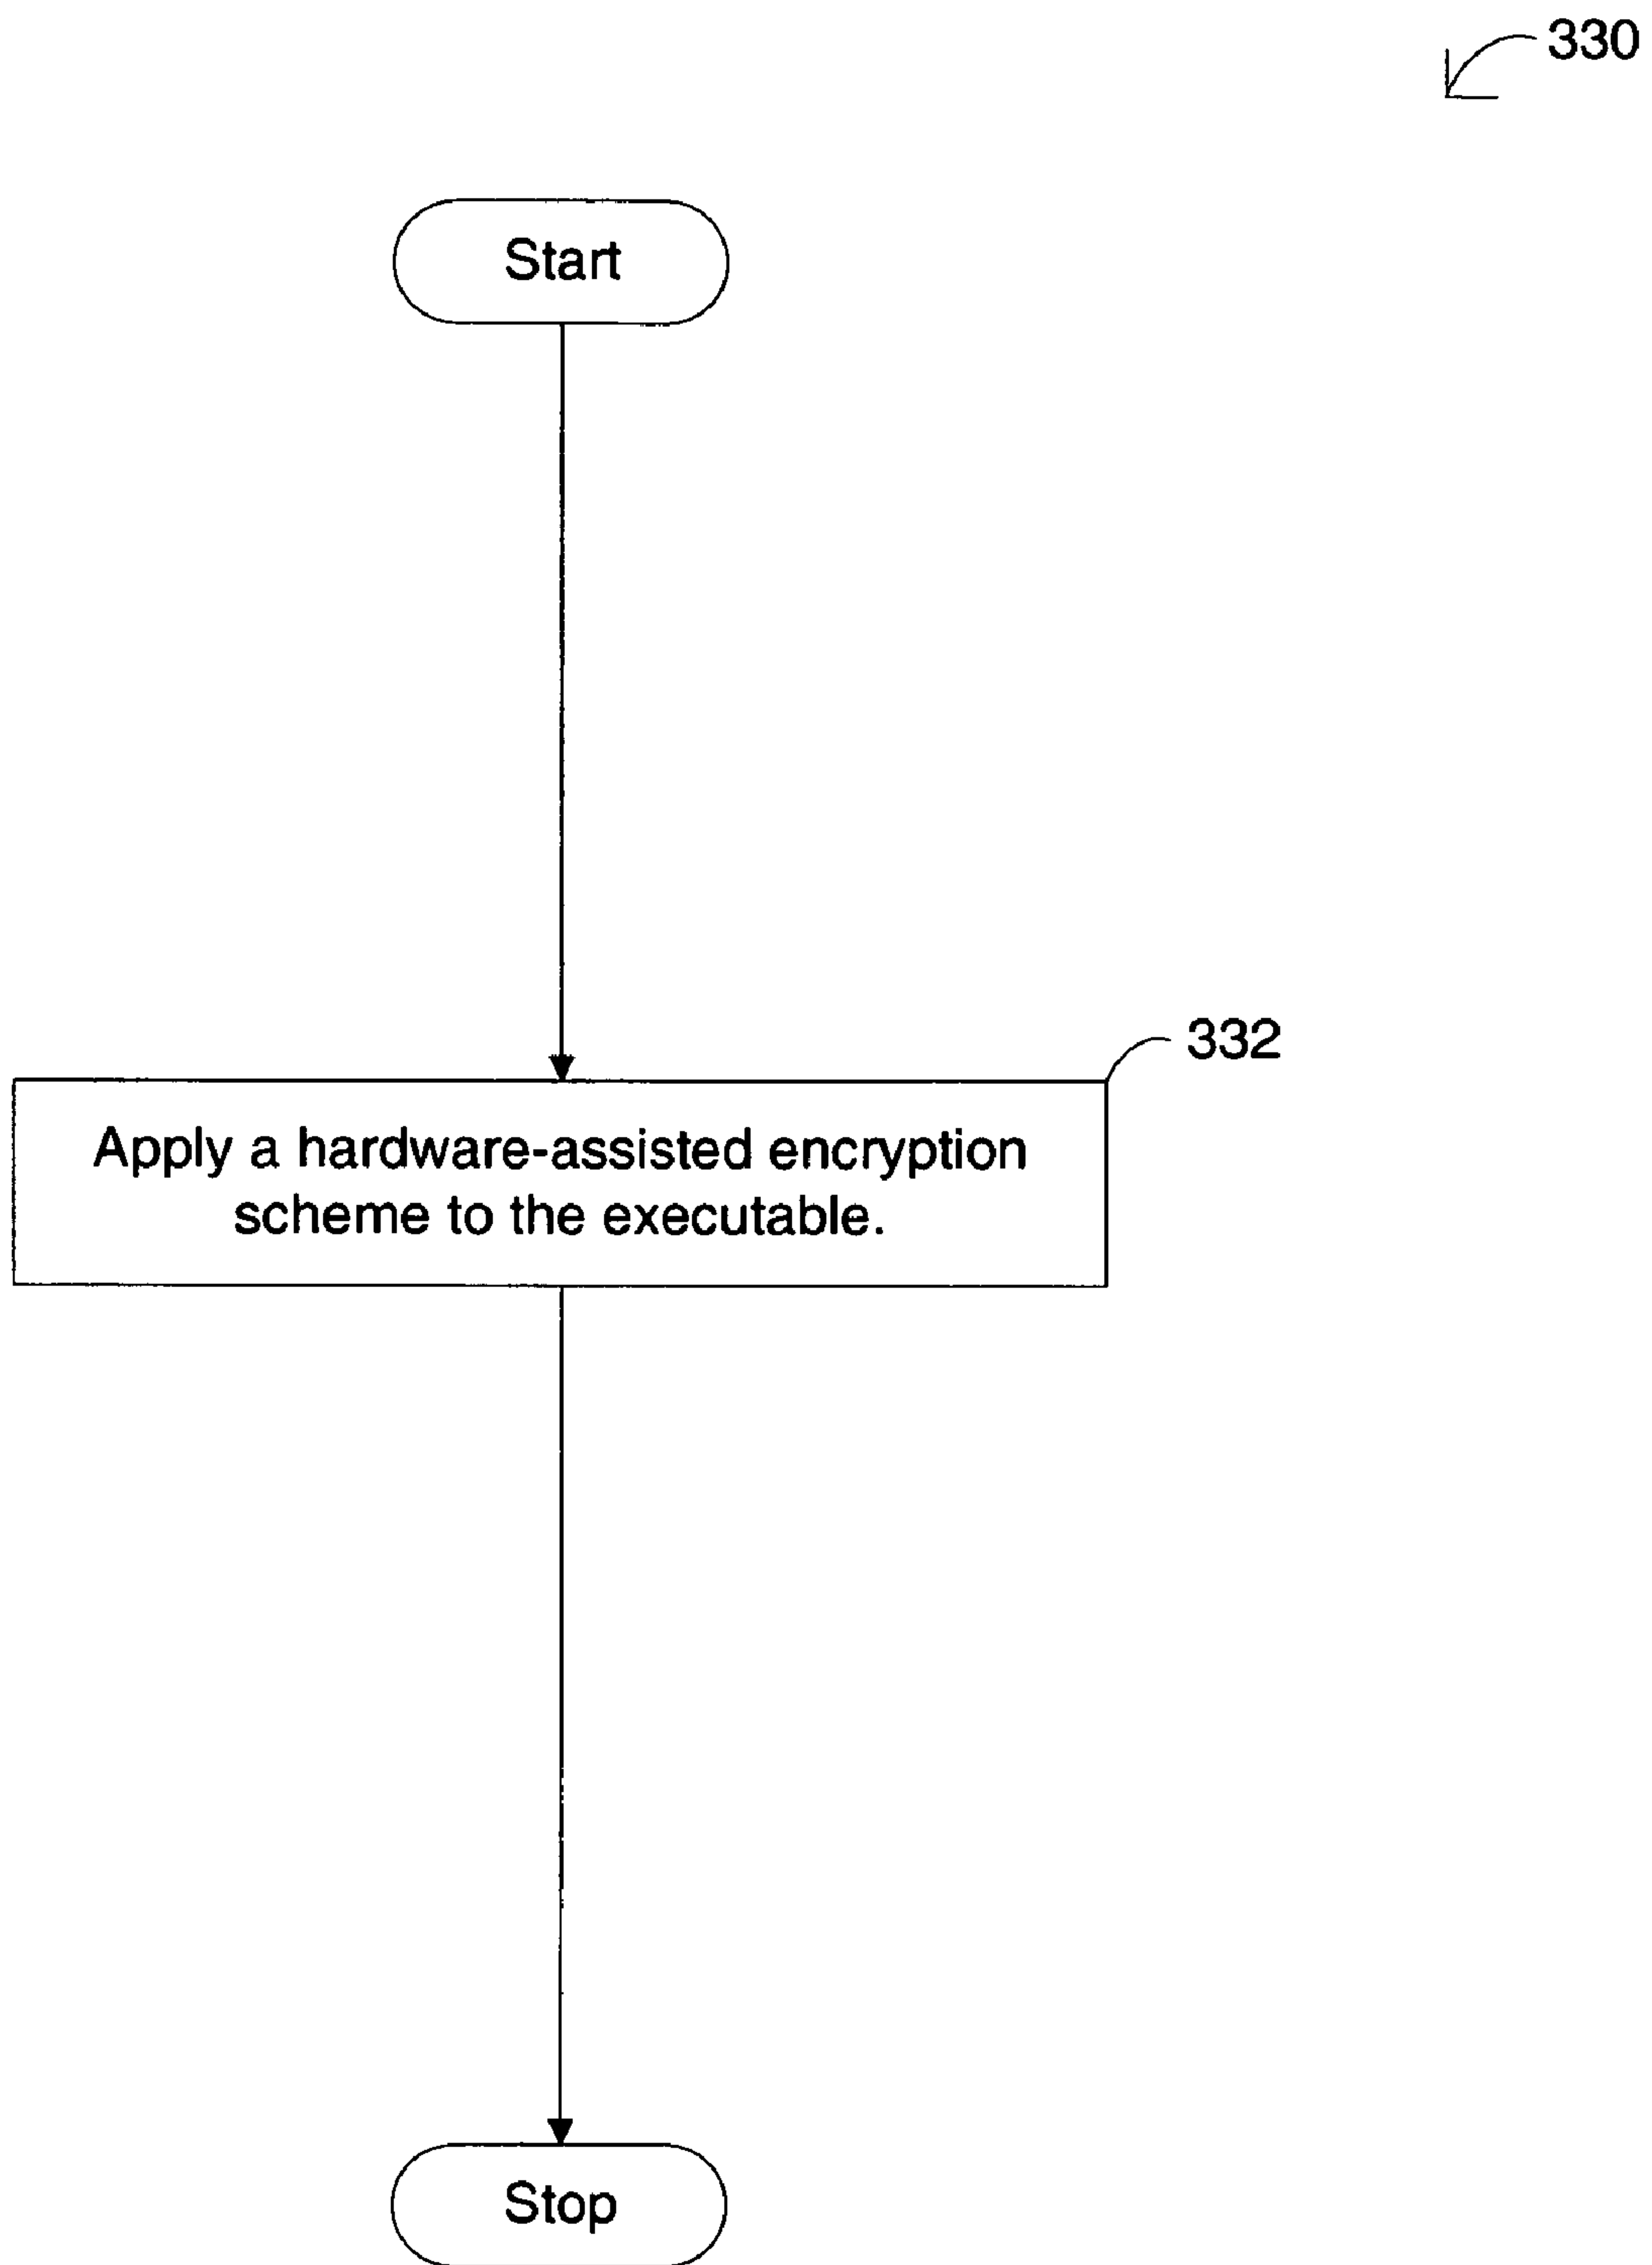 330
Start
332
Apply a hardware-assisted encryption
scheme to the executable.
Stop